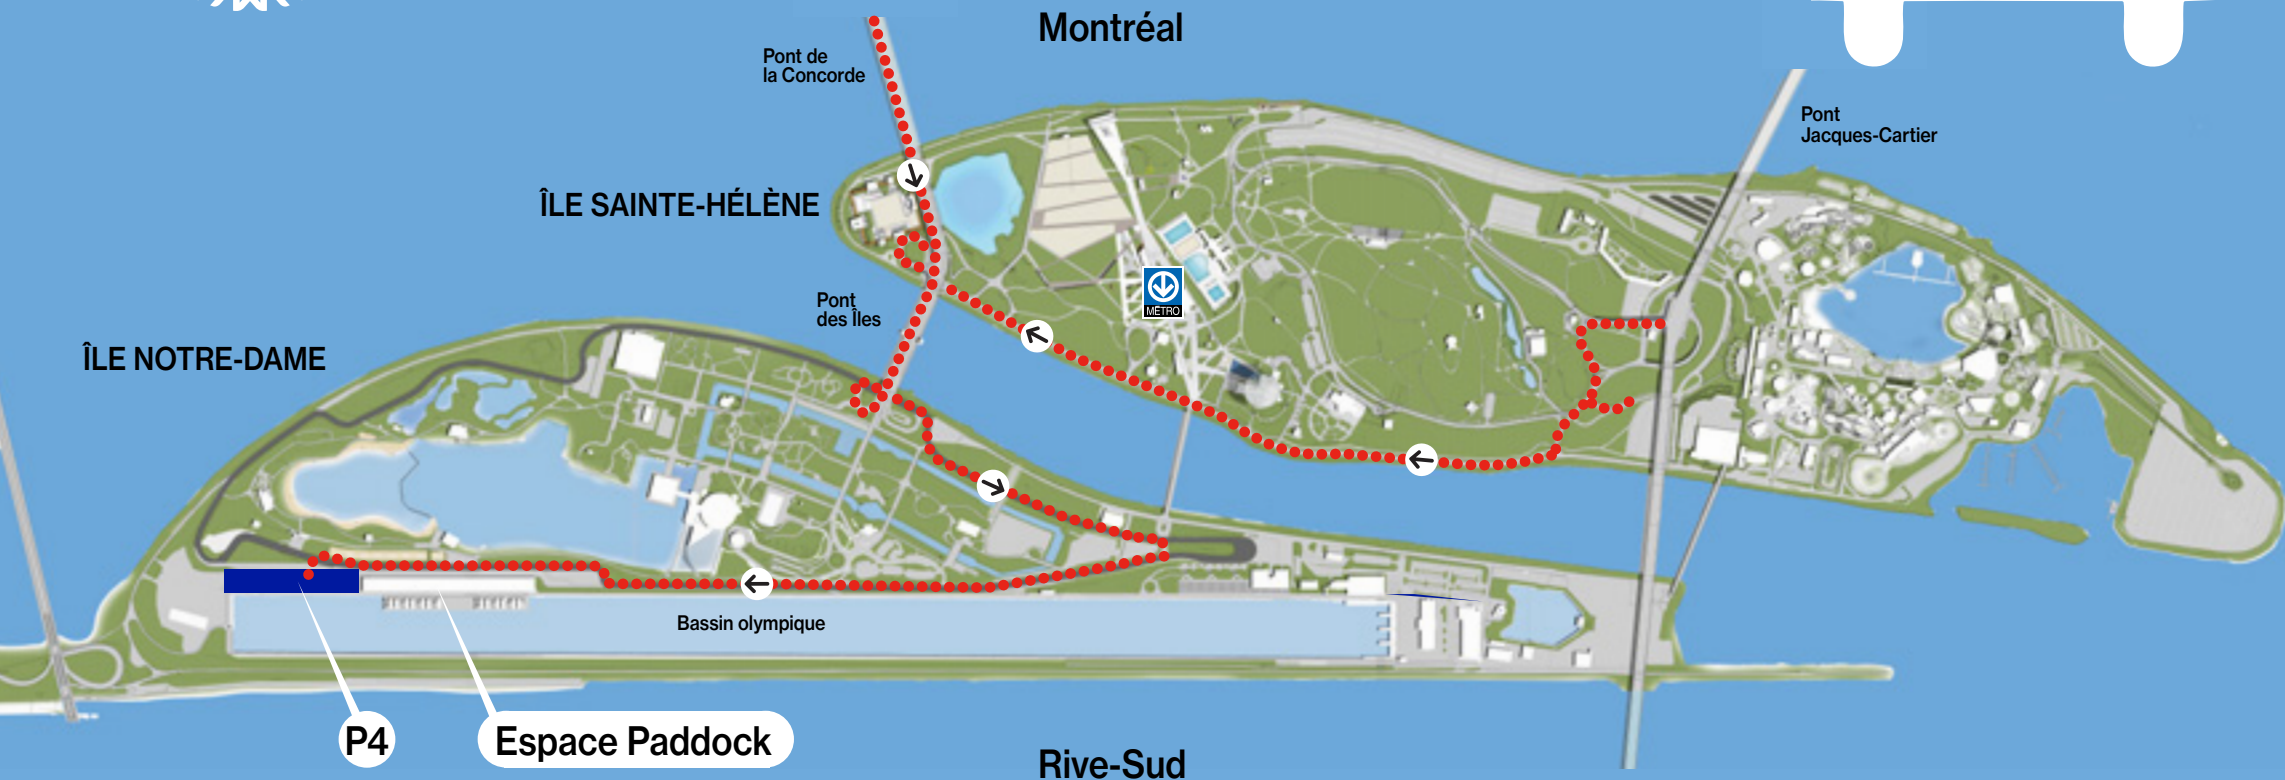 Montréal
Pont de
la Concorde
Pont
Jacques-Cartier
ÎLE SAINTE-HÉLÈNE
MÉTRO
Pont
des Îles
ÎLE NOTRE-DAME
Bassin olympique
P4
Espace Paddock
Rive-Sud